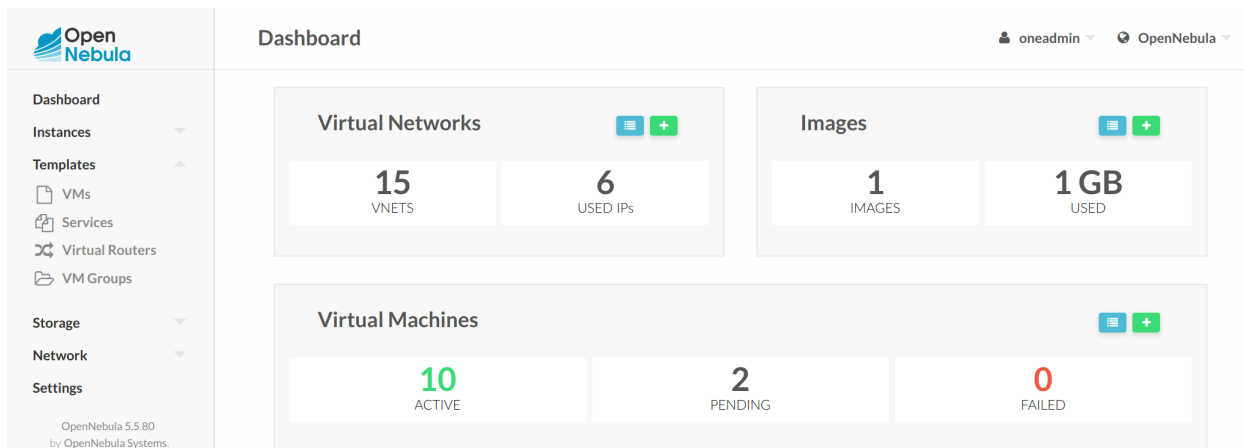 Open
Nebula
Dashboard
oneadmin
OpenNebula
Dashboard
Instances
Templates
VMs
Services
Virtual Routers
VM Groups
Storage
Network
Settings
OpenNebula 5.5.80
by OpenNebula Systems.
Virtual Networks
15
VNETS
6
USED IPs
Images
1
IMAGES
1 GB
USED
Virtual Machines
10
ACTIVE
2
PENDING
0
FAILED